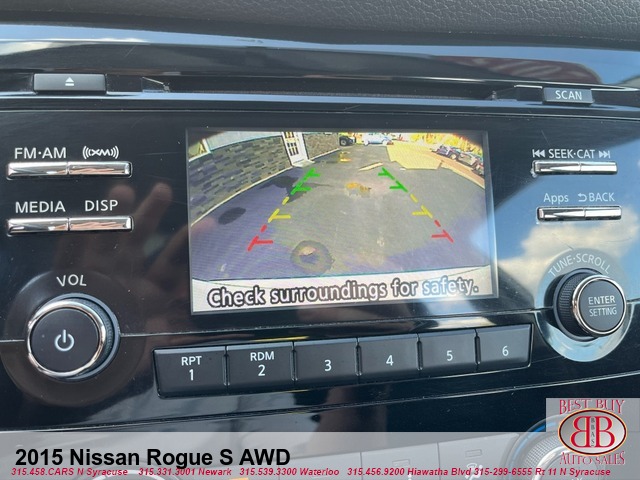 SCAN
FM·AM (((XM)))
SEEK·CAT
MEDIA DISP
Apps BACK
VOL
TUNE·SCROLL
ENTER
SETTING
Check surroundings for safety.
RPT
1
RDM
2
3
4
5
6
BEST BUY
BB
AUTO SALES
2015 Nissan Rogue S AWD
315.458.CARS N Syracuse 315.331.3001 Newark 315.539.3300 Waterloo 315.456.9200 Hiawatha Blvd 315-299-6555 Rt 11 N Syracuse